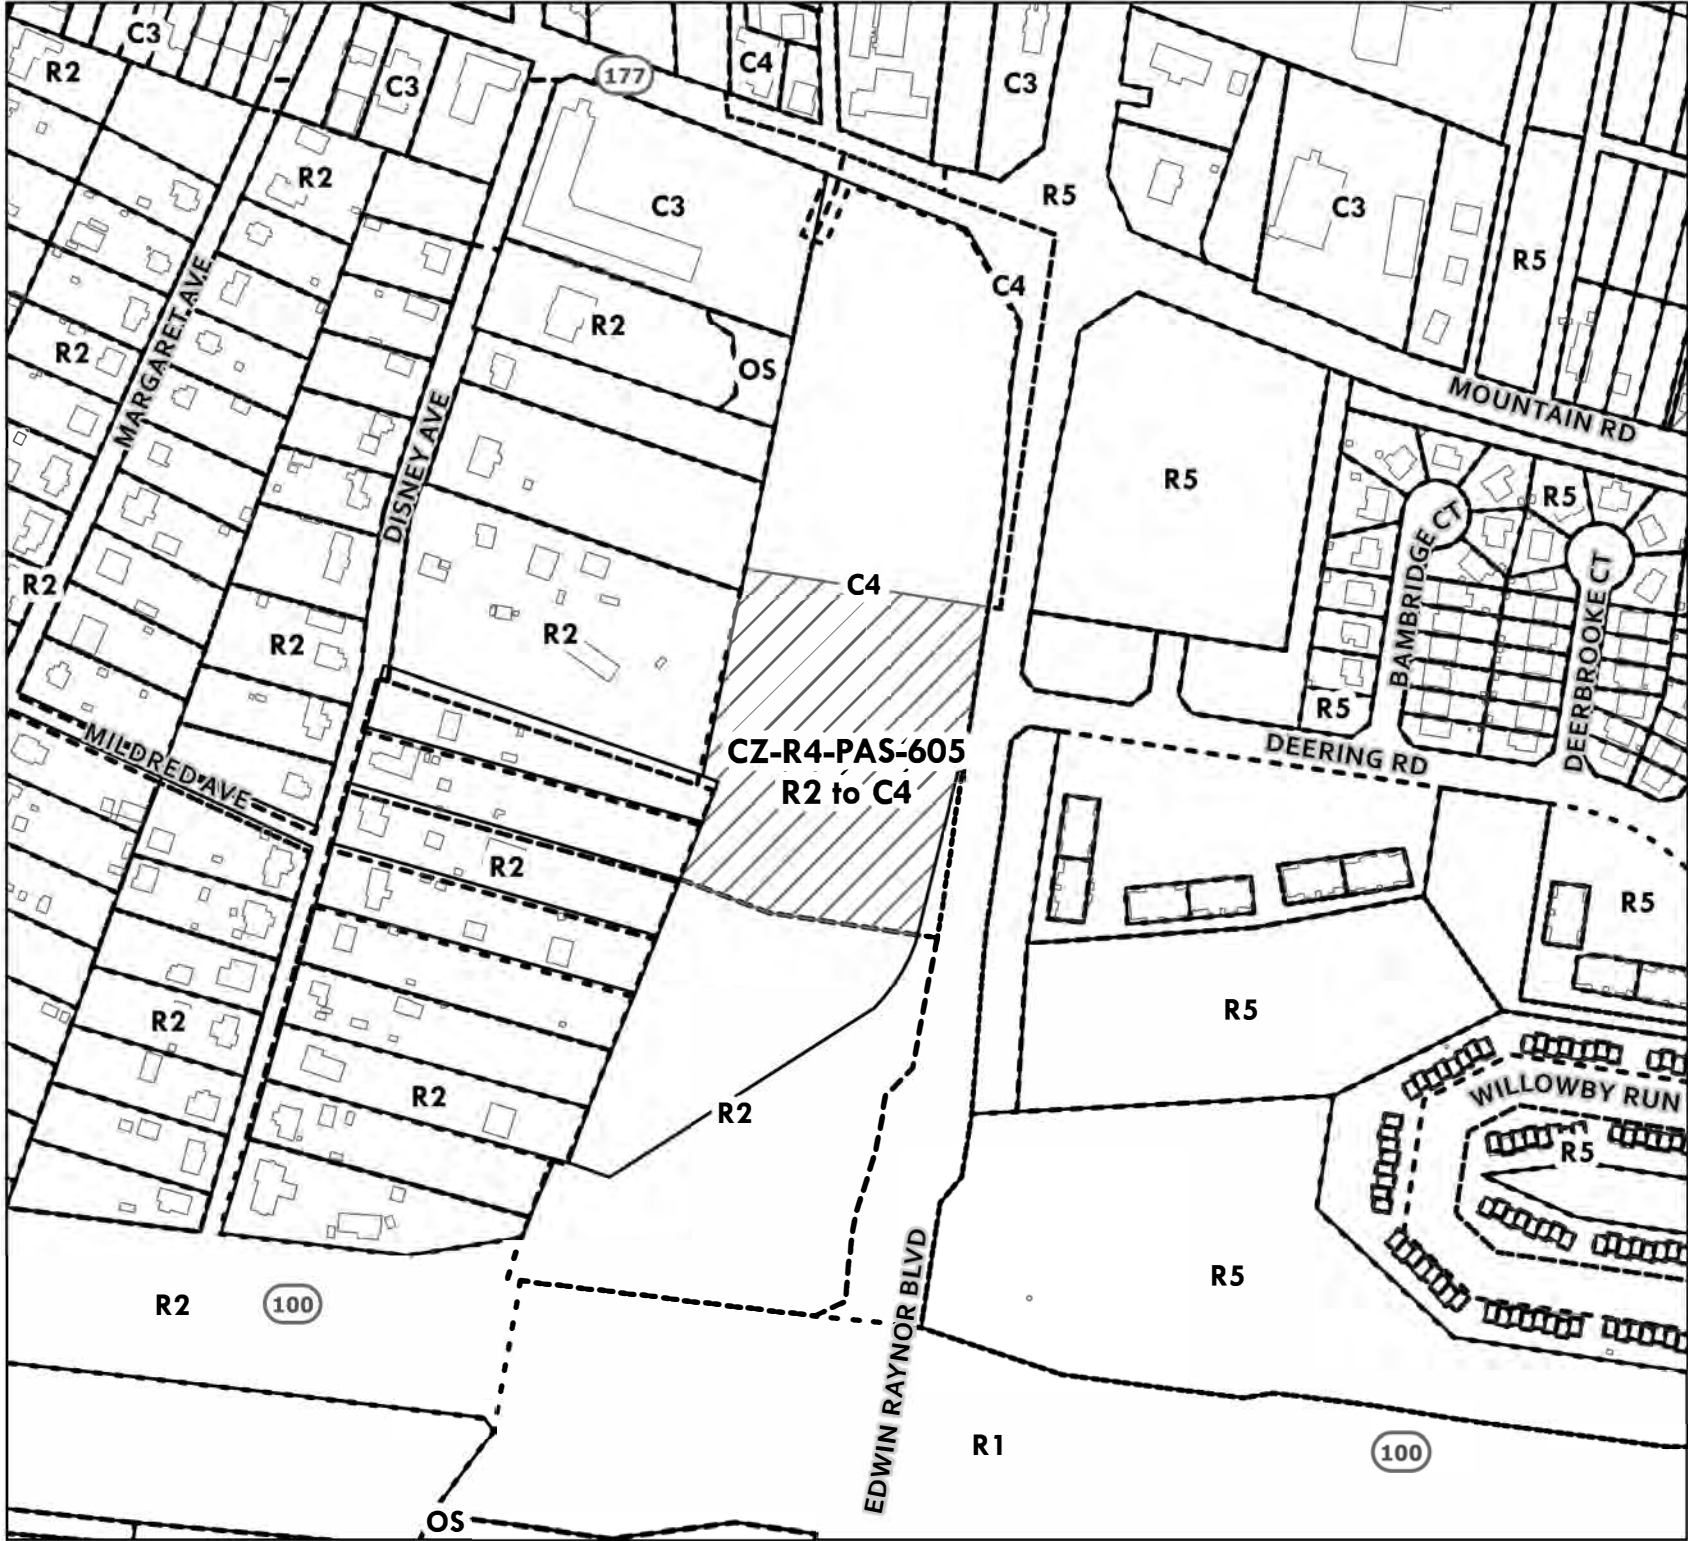 C3
R2
C3
177
C4
C3
R2
C3
R5
C3
R5
C4
R2
R2
OS
MARGARET AVE
DISNEY AVE
MOUNTAIN RD
R5
R5
C4
R2
R2
R2
BAMBRIDGE CT
DEERBROOKE CT
R5
MILDRED AVE
CZ-R4-PAS-605
R2 to C4
DEERING RD
R2
R5
R2
R5
R2
R2
WILLOWBY RUN
R5
R2
100
R5
EDWIN RAYNOR BLVD
R1
100
OS